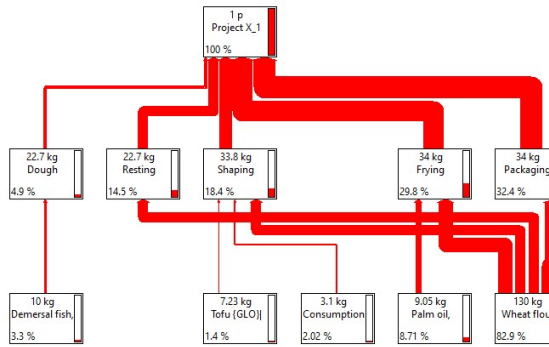 1 p
Project X_1
100 %
22.7 kg
Dough
4.9 %
22.7 kg
Resting
14.5 %
33.8 kg
Shaping
18.4 %
34 kg
Frying
29.8 %
34 kg
Packaging
32.4 %
10 kg
Demersal fish,
3.3 %
7.23 kg
Tofu {GLO}|
1.4 %
3.1 kg
Consumption
2.02 %
9.05 kg
Palm oil,
8.71 %
130 kg
Wheat flou
82.9 %